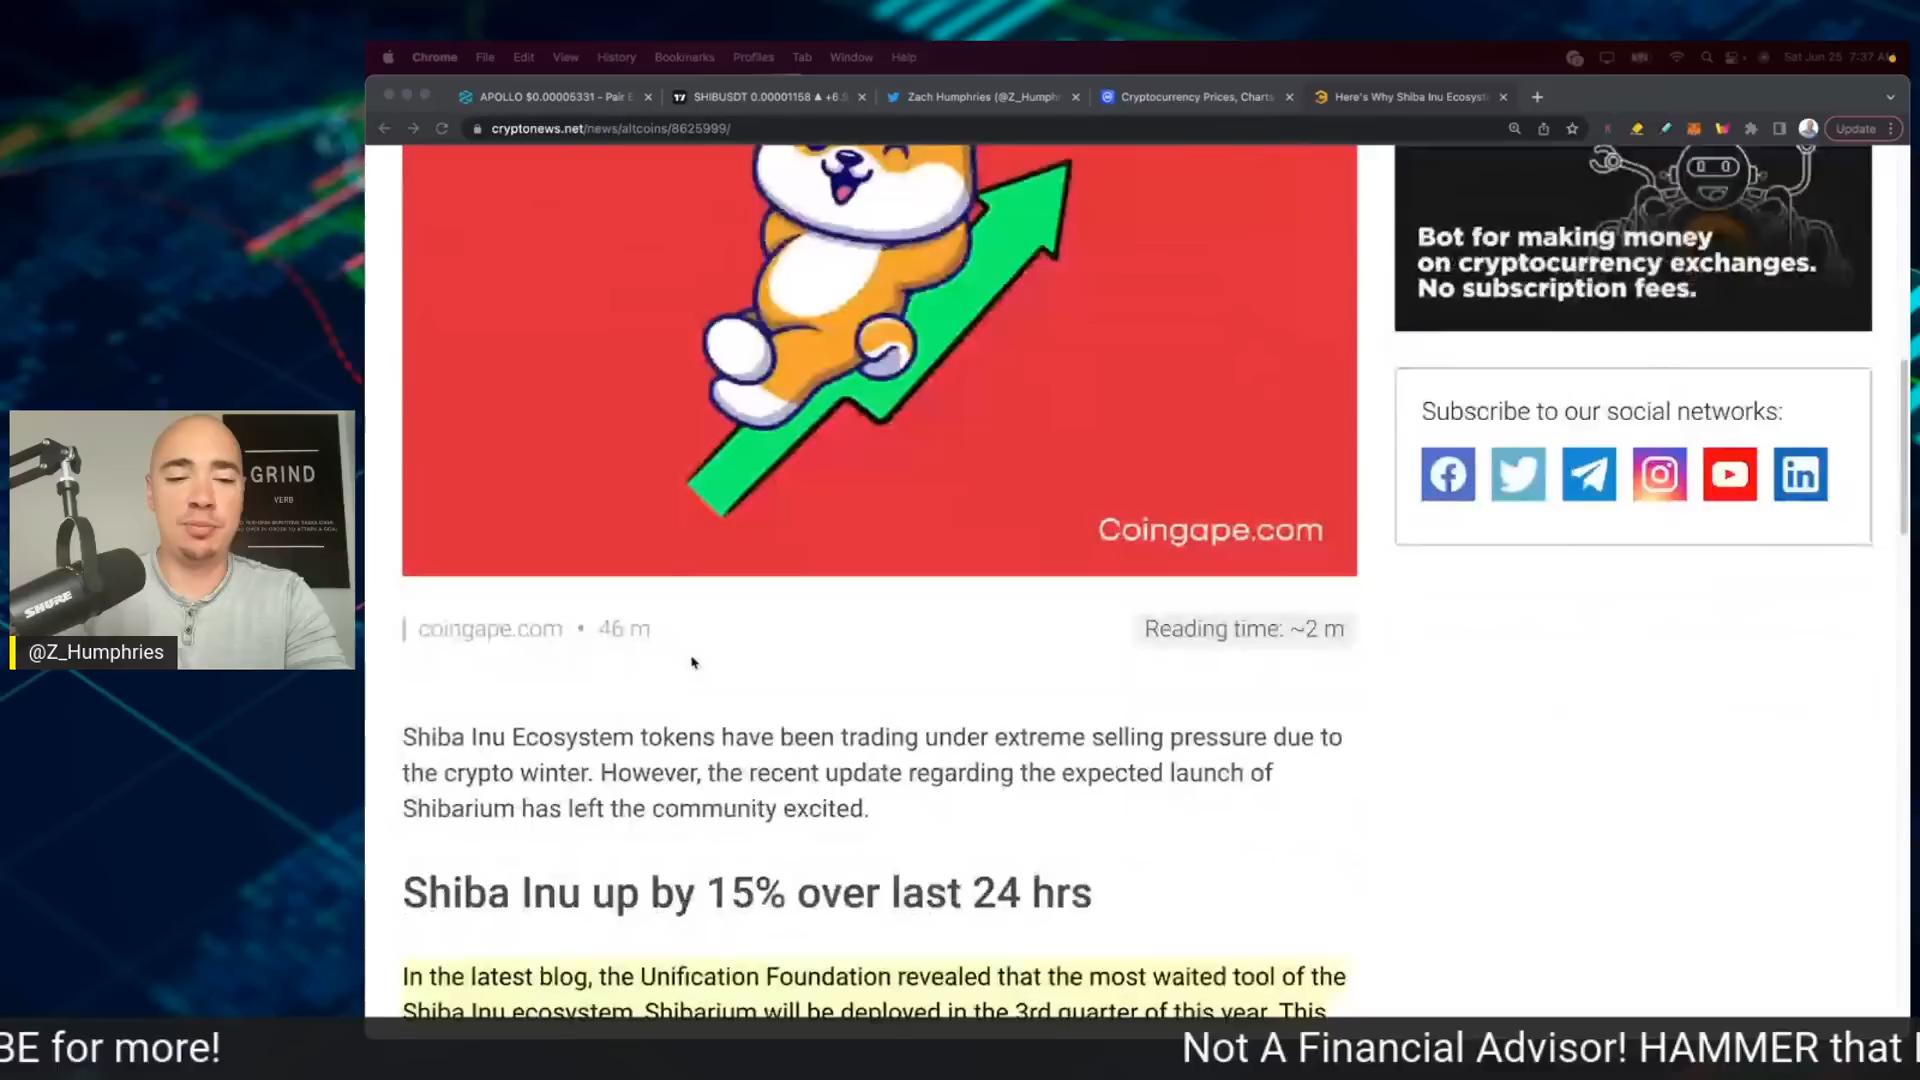 Chrome File Edit View History Bookmarks Profiles Tab Window Help
Sat Jun 25 7:37 A
APOLLO $0.00005331 - Pair E
SHIBUSDT 0.00001158 ▲ +6.
Zach Humphries (@Z_Humph
Cryptocurrency Prices, Charts
Here's Why Shiba Inu Ecosyst
cryptonews.net/news/altcoins/8625999/
Update
Bot for making money
on cryptocurrency exchanges.
No subscription fees.
Subscribe to our social networks:
Coingape.com
GRIND
VERB
SHURE
@Z_Humphries
coingape.com • 46 m
Reading time: ~2 m
Shiba Inu Ecosystem tokens have been trading under extreme selling pressure due to
the crypto winter. However, the recent update regarding the expected launch of
Shibarium has left the community excited.
Shiba Inu up by 15% over last 24 hrs
In the latest blog, the Unification Foundation revealed that the most waited tool of the
Shiba Inu ecosystem, Shibarium will be deployed in the 3rd quarter of this year. This
BE for more!
Not A Financial Advisor! HAMMER that